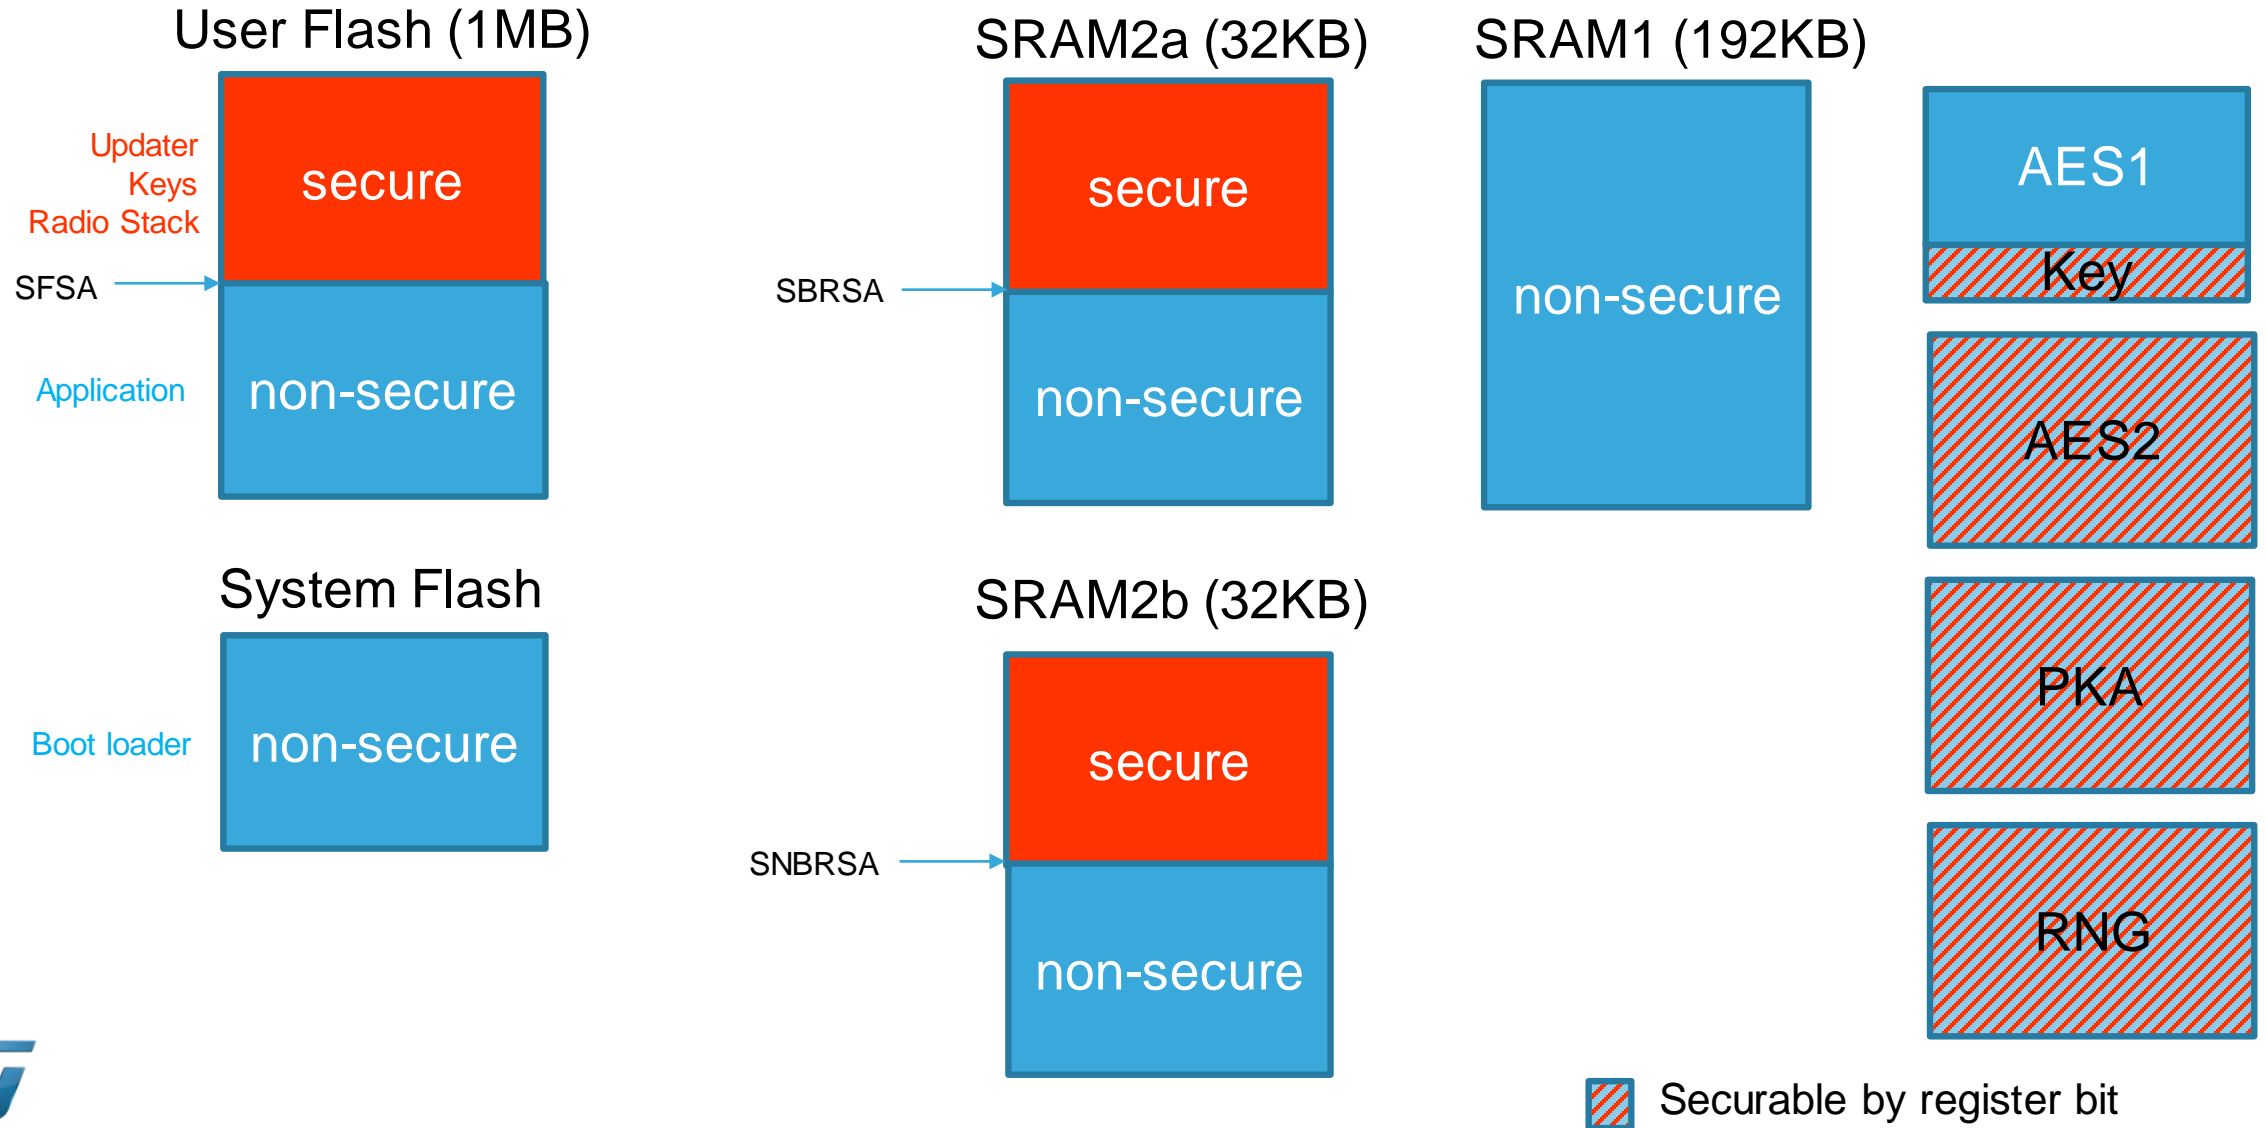 User Flash (1MB)
Updater
Keys
Radio Stack
secure
SFSA
Application
non-secure
System Flash
Boot loader
non-secure
SRAM2a (32KB)
secure
SBRSA
non-secure
SRAM2b (32KB)
secure
SNBRSA
non-secure
SRAM1 (192KB)
non-secure
AES1
Key
AES2
PKA
RNG
Securable by register bit